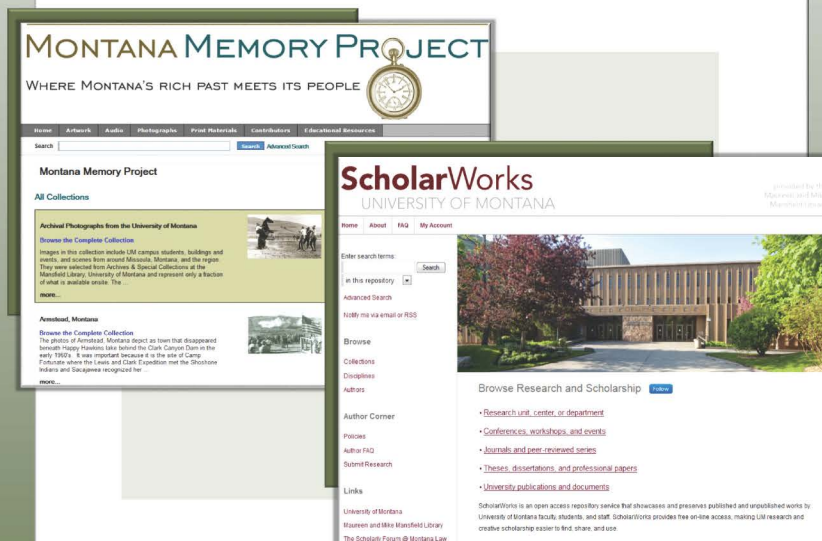 MONTANA MEMORY PROJECT
WHERE MONTANA'S RICH PAST MEETS ITS PEOPLE
Home Artwork Audio Photographs Print Materials Contributors Educational Resources
Search Search Advanced Search
Montana Memory Project
All Collections
Archival Photographs from the University of Montana
Browse the Complete Collection
Images in this collection include UM campus students, buildings and
events, and scenes from around Missoula, Montana, and the region.
They were selected from Archives & Special Collections at the
Mansfield Library, University of Montana and represent only a fraction
of what is available onsite. The ...
more...
Armstead, Montana
Browse the Complete Collection
The photos of Armstead, Montana depict as town that disappeared
beneath Happy Hawkins lake behind the Clark Canyon Dam in the
early 1960's. It was important because it is the site of Camp
Fortunate where the Lewis and Clark Expedition met the Shoshone
Indians and Sacajawea recognized her ...
more...
ScholarWorks
UNIVERSITY OF MONTANA
provided by the
Maureen and Mike
Mansfield Library
Home About FAQ My Account
Enter search terms:
Search
in this repository
Advanced Search
Notify me via email or RSS
Browse
Collections
Disciplines
Authors
Author Corner
Policies
Author FAQ
Submit Research
Links
University of Montana
Maureen and Mike Mansfield Library
The Scholarly Forum @ Montana Law
Browse Research and Scholarship Follow
• Research unit, center, or department
• Conferences, workshops, and events
• Journals and peer-reviewed series
• Theses, dissertations, and professional papers
• University publications and documents
ScholarWorks is an open access repository service that showcases and preserves published and unpublished works by
University of Montana faculty, students, and staff. ScholarWorks provides free on-line access, making UM research and
creative scholarship easier to find, share, and use